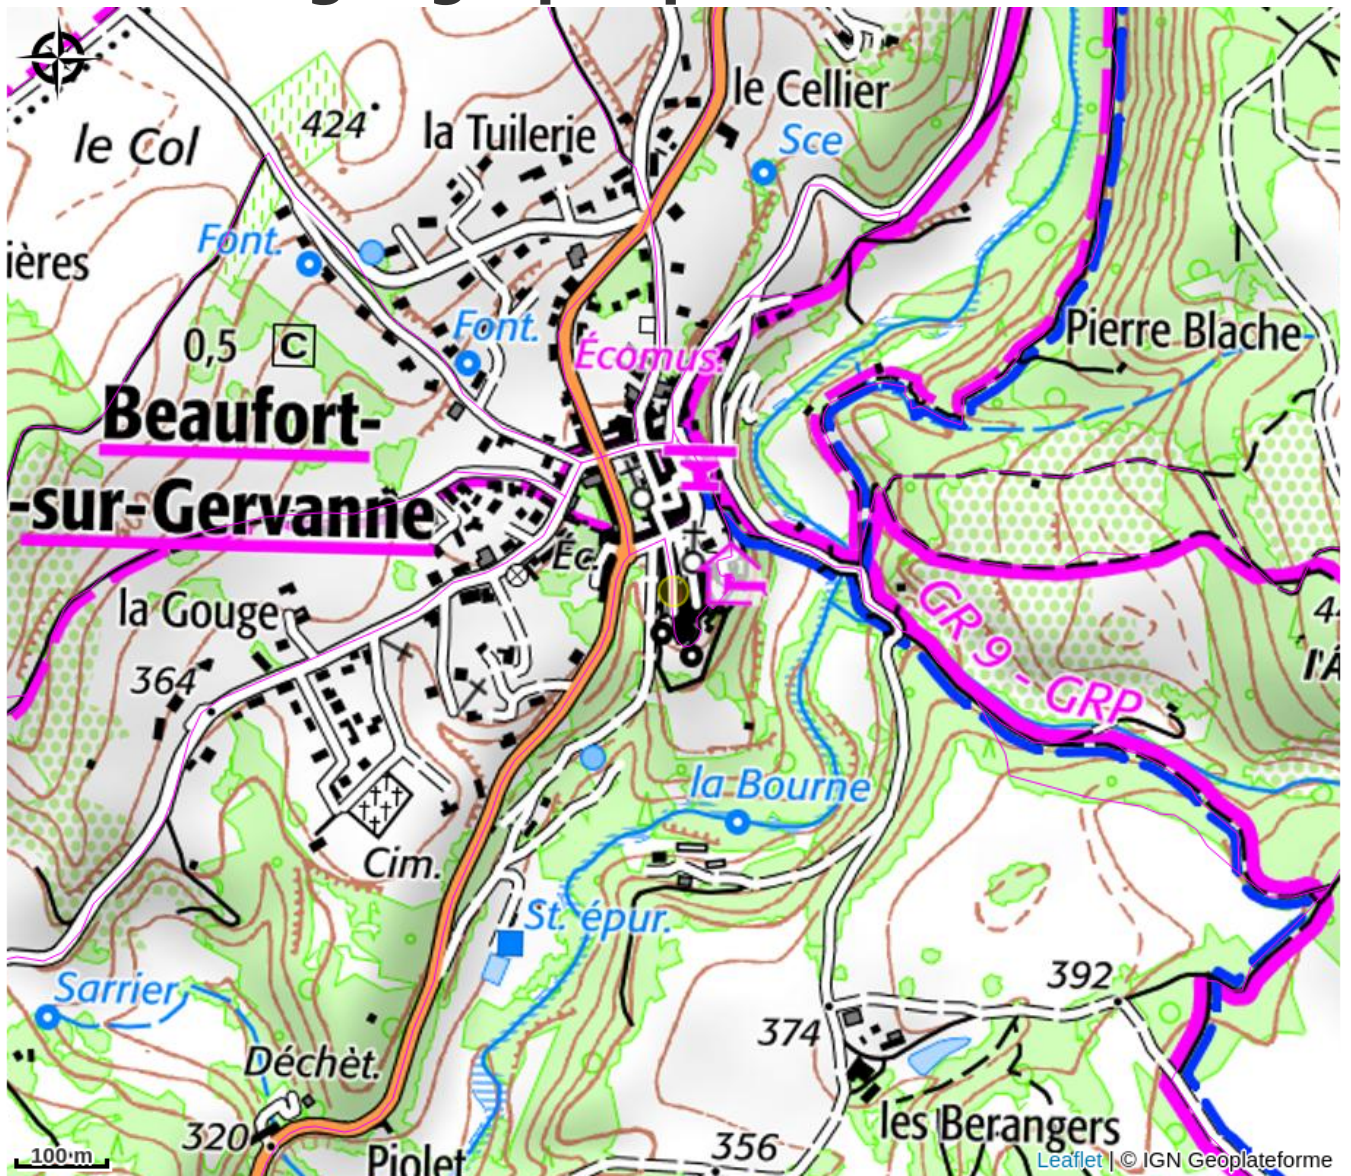 le Cellier
Sce
424
la Tuilerie
le Col
Font.
ières
Font.
0,5
C
Écomus.
Pierre Blache
Beaufort-
-sur-Gervanne
Éc.
la Gouge
364
GR 9 - GRP
44
l'Â
la Bourne
Cim.
St. épur.
Sarrier
392
374
Déchèt.
320
les Berangers
Piolet
356
100 m
Leaflet | © IGN Geoplateforme